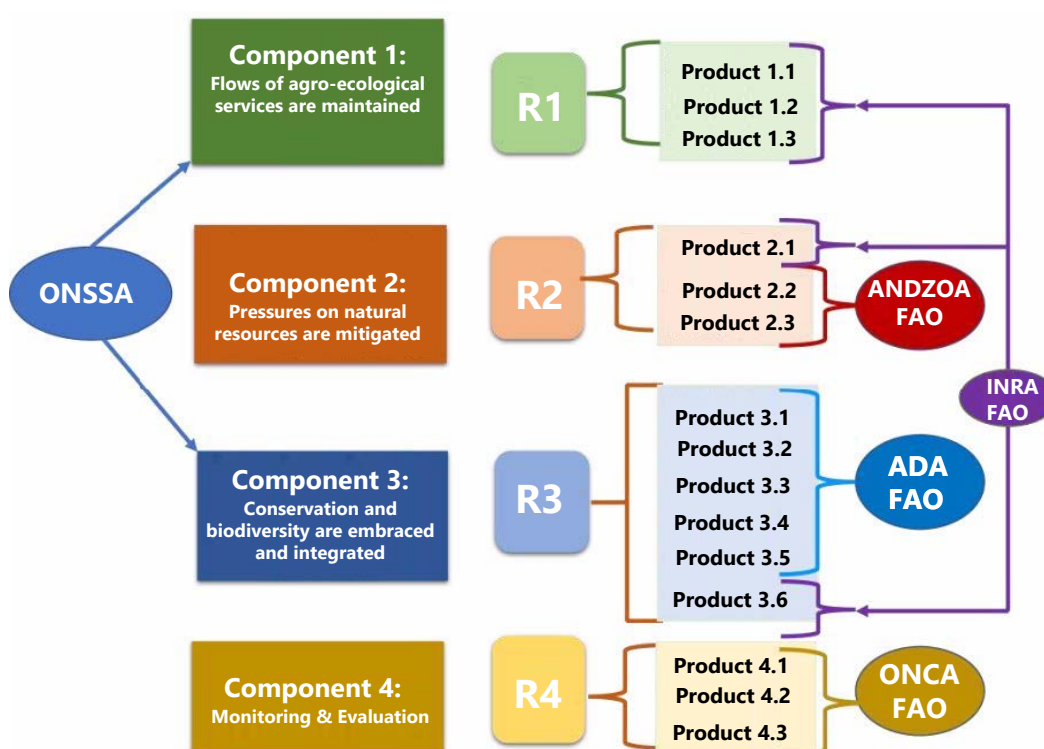 Component 1:
Flows of agro-ecological
services are maintained
R1
Product 1.1
Product 1.2
Product 1.3
ONSSA
Component 2:
Pressures on natural
resources are mitigated
R2
Product 2.1
Product 2.2
Product 2.3
ANDZOA
FAO
INRA
FAO
Component 3:
Conservation and
biodiversity are embraced
and integrated
R3
Product 3.1
Product 3.2
Product 3.3
Product 3.4
Product 3.5
Product 3.6
ADA
FAO
Component 4:
Monitoring & Evaluation
R4
Product 4.1
Product 4.2
Product 4.3
ONCA
FAO